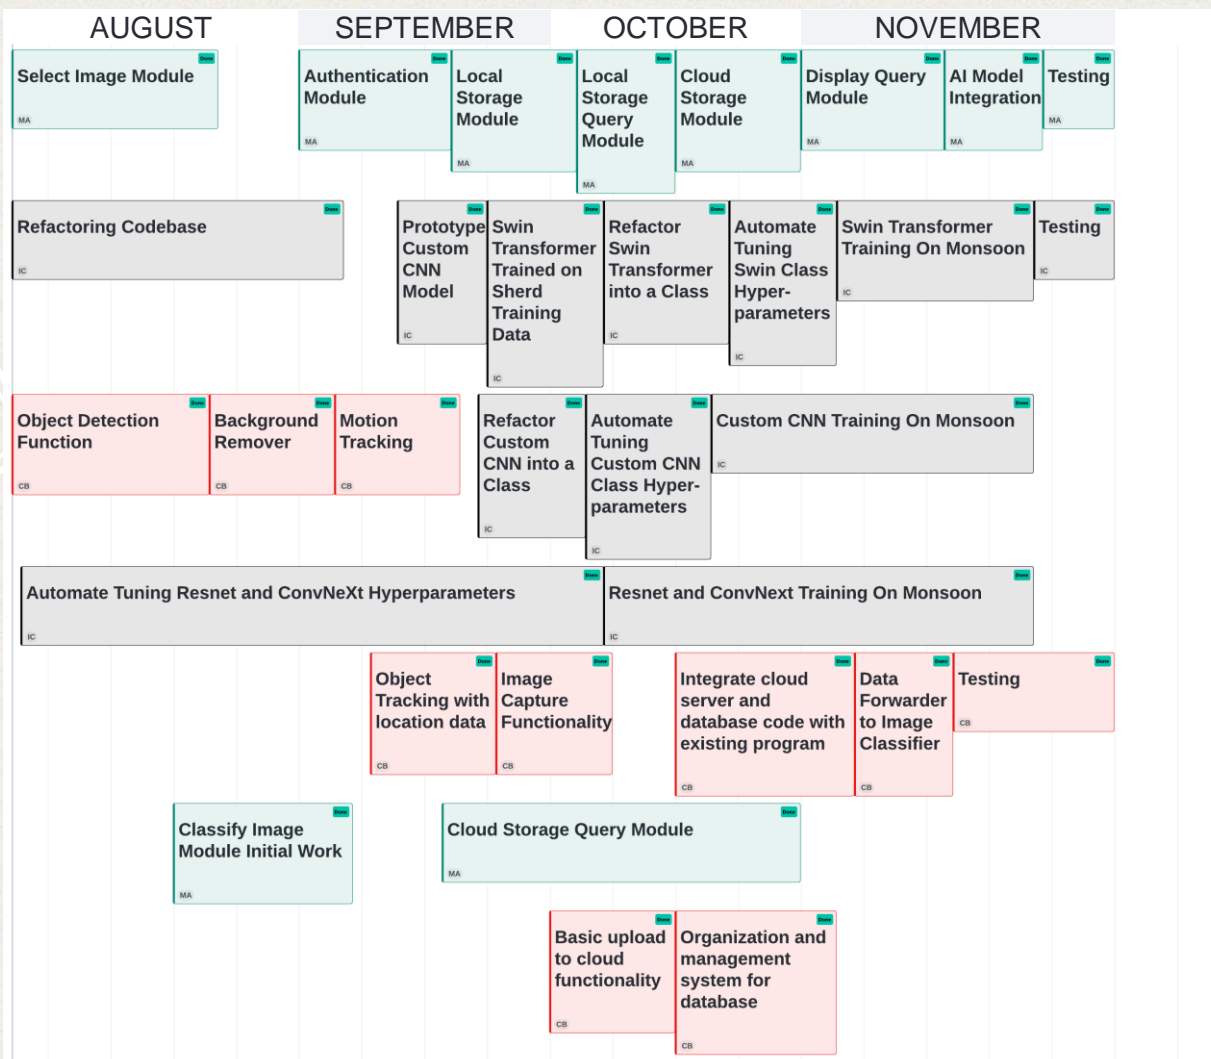 AUGUST
SEPTEMBER
OCTOBER
NOVEMBER
Done
Select Image Module
MA
Done
Authentication
Module
MA
Done
Local
Storage
Module
MA
Done
Local
Storage
Query
Module
MA
Done
Cloud
Storage
Module
MA
Done
Display Query
Module
MA
Done
AI Model
Integration
MA
Done
Testing
MA
Done
Refactoring Codebase
IC
Done
Prototype
Custom
CNN
Model
IC
Done
Swin
Transformer
Trained on
Sherd
Training
Data
IC
Done
Refactor
Swin
Transformer
into a Class
IC
Done
Automate
Tuning
Swin Class
Hyper-
parameters
IC
Done
Swin Transformer
Training On Monsoon
IC
Done
Testing
IC
Done
Object Detection
Function
CB
Done
Background
Remover
CB
Done
Motion
Tracking
CB
Done
Refactor
Custom
CNN into a
Class
IC
Done
Automate
Tuning
Custom CNN
Class Hyper-
parameters
IC
Done
Custom CNN Training On Monsoon
IC
Done
Automate Tuning Resnet and ConvNeXt Hyperparameters
IC
Done
Resnet and ConvNext Training On Monsoon
IC
Done
Object
Tracking with
location data
CB
Done
Image
Capture
Functionality
CB
Done
Integrate cloud
server and
database code with
existing program
CB
Done
Data
Forwarder
to Image
Classifier
CB
Done
Testing
CB
Done
Classify Image
Module Initial Work
MA
Done
Cloud Storage Query Module
MA
Done
Basic upload
to cloud
functionality
CB
Done
Organization and
management
system for
database
CB